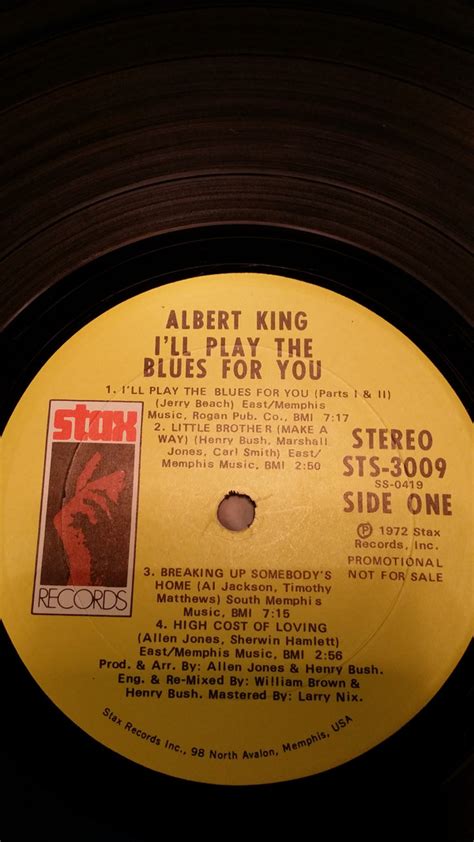 ALBERT KING
I'LL PLAY THE
BLUES FOR YOU
1. I'LL PLAY THE BLUES FOR YOU (Parts I & II)
(Jerry Beach) East/Memphis
Music, Rogan Pub. Co., BMI 7:17
2. LITTLE BROTHER (MAKE A
WAY) (Henry Bush, Marshall
Jones, Carl Smith) East/
Memphis Music, BMI 2:50
stax
RECORDS
STEREO
STS-3009
SS-0419
SIDE ONE
℗ 1972 Stax
Records, Inc.
PROMOTIONAL
NOT FOR SALE
3. BREAKING UP SOMEBODY'S
HOME (Al Jackson, Timothy
Matthews) South Memphis
Music, BMI 7:15
4. HIGH COST OF LOVING
(Allen Jones, Sherwin Hamlett)
East/Memphis Music, BMI 2:56
Prod. & Arr. By: Allen Jones & Henry Bush.
Eng. & Re-Mixed By: William Brown &
Henry Bush. Mastered By: Larry Nix.
Stax Records Inc., 98 North Avalon, Memphis, USA